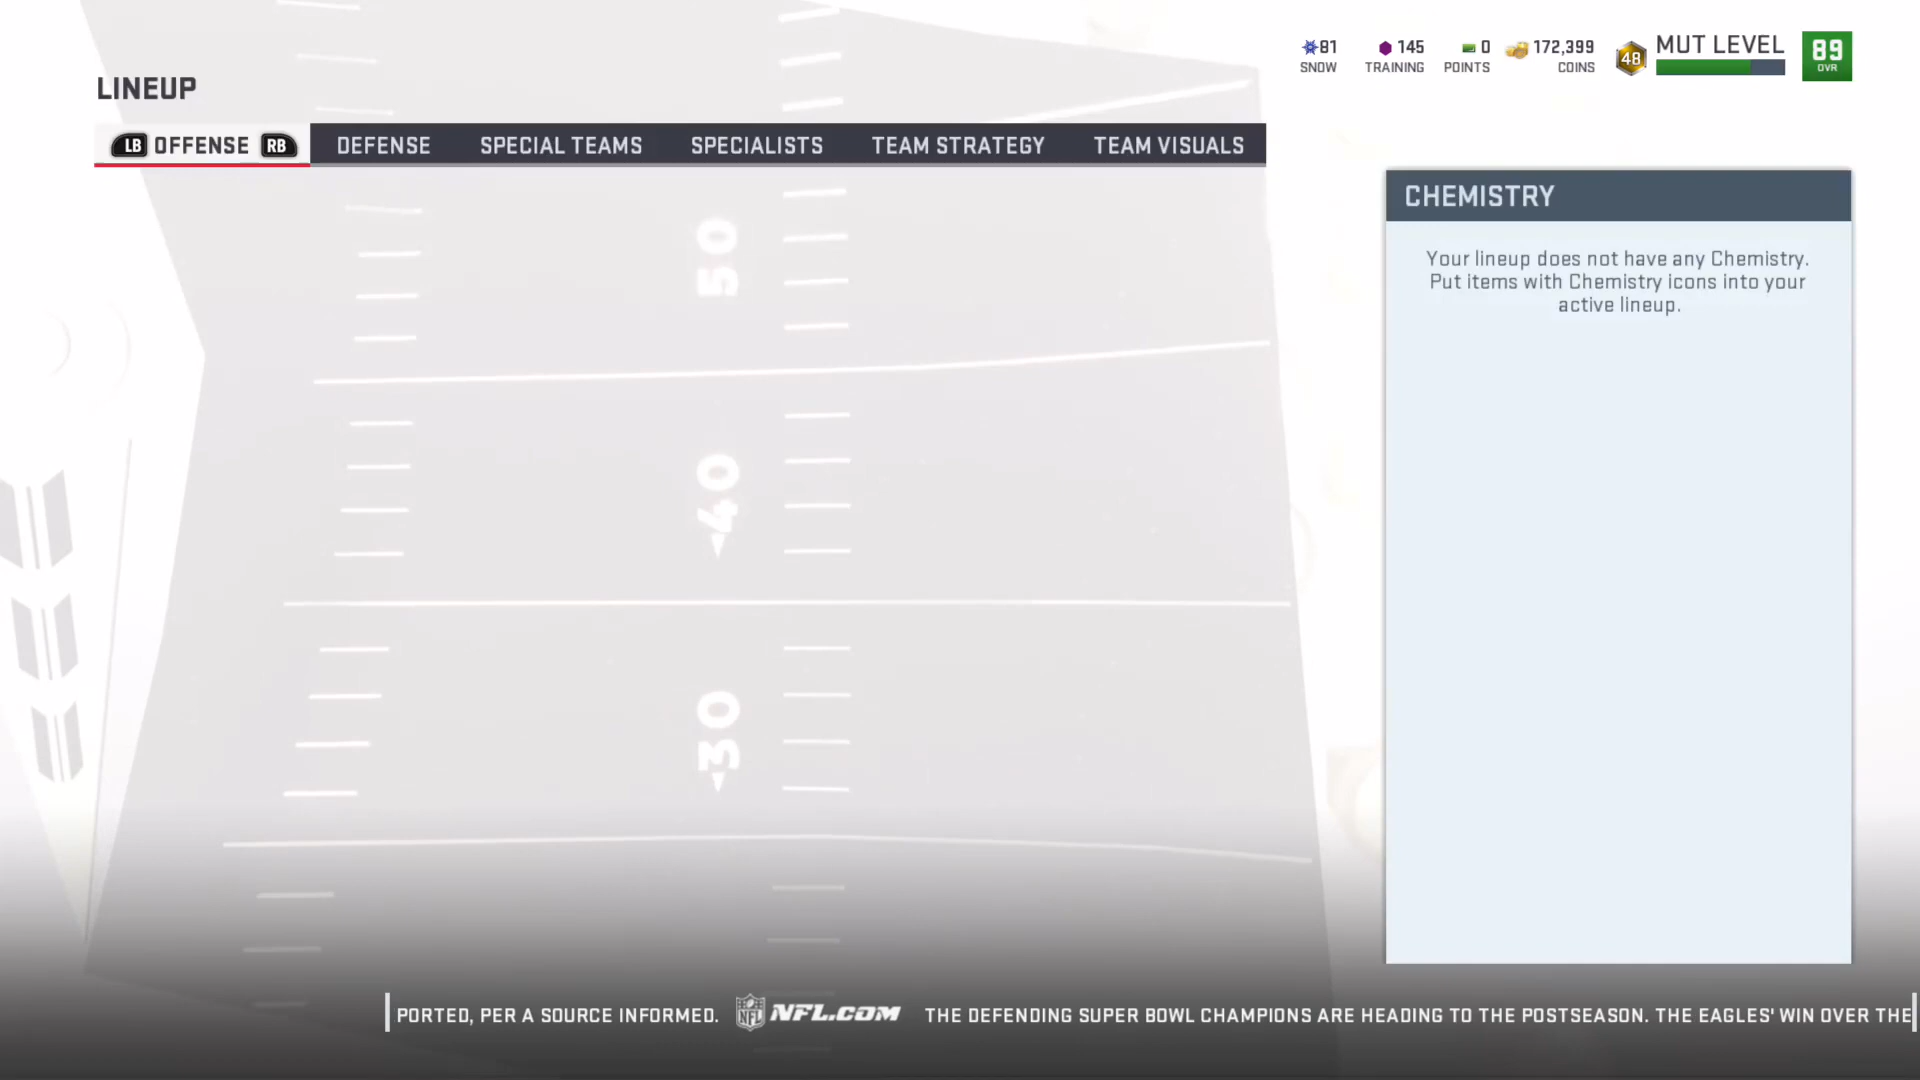 LINEUP
81 SNOW
145 TRAINING
0 POINTS
172,399 COINS
48
MUT LEVEL
89 OVR
LB OFFENSE RB
DEFENSE
SPECIAL TEAMS
SPECIALISTS
TEAM STRATEGY
TEAM VISUALS
CHEMISTRY
Your lineup does not have any Chemistry.
Put items with Chemistry icons into your
active lineup.
50
40
30
PORTED, PER A SOURCE INFORMED. NFL NFL.COM THE DEFENDING SUPER BOWL CHAMPIONS ARE HEADING TO THE POSTSEASON. THE EAGLES' WIN OVER THE